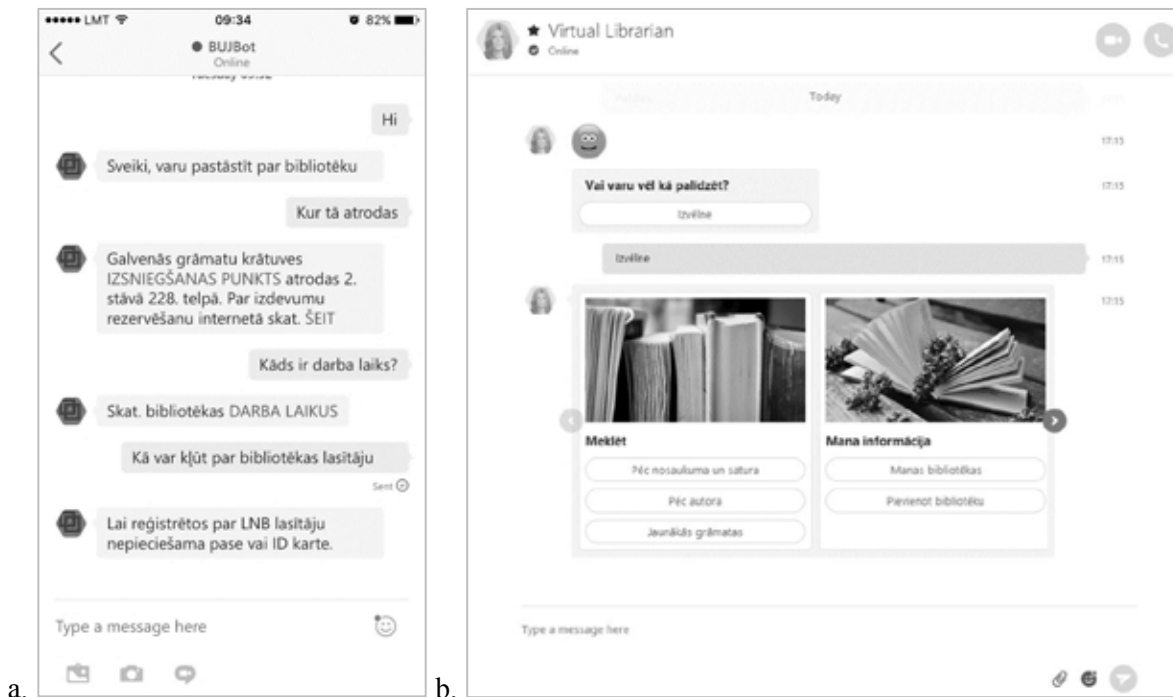 LMT 09:34 82%
BUJBot
Online
Tuesday 09:32
Hi
Sveiki, varu pastāstīt par bibliotēku
Kur tā atrodas
Galvenās grāmatu krātuves
IZSNIEGŠANAS PUNKTS atrodas 2.
stāvā 228. telpā. Par izdevumu
rezervēšanu internetā skat. ŠEIT
Kāds ir darba laiks?
Skat. bibliotēkas DARBA LAIKUS
Kā var kļūt par bibliotēkas lasītāju
Sent
Lai reģistrētos par LNB lasītāju
nepieciešama pase vai ID karte.
Type a message here
a.
Virtual Librarian
Online
Today
17:15
Vai varu vēl kā palīdzēt?
17:15
Izvēlne
Izvēlne
17:15
17:15
Meklēt
Pēc nosaukuma un satura
Pēc autora
Jaunākās grāmatas
Mana informācija
Manas bibliotēkas
Pievienot bibliotēku
Type a message here
b.